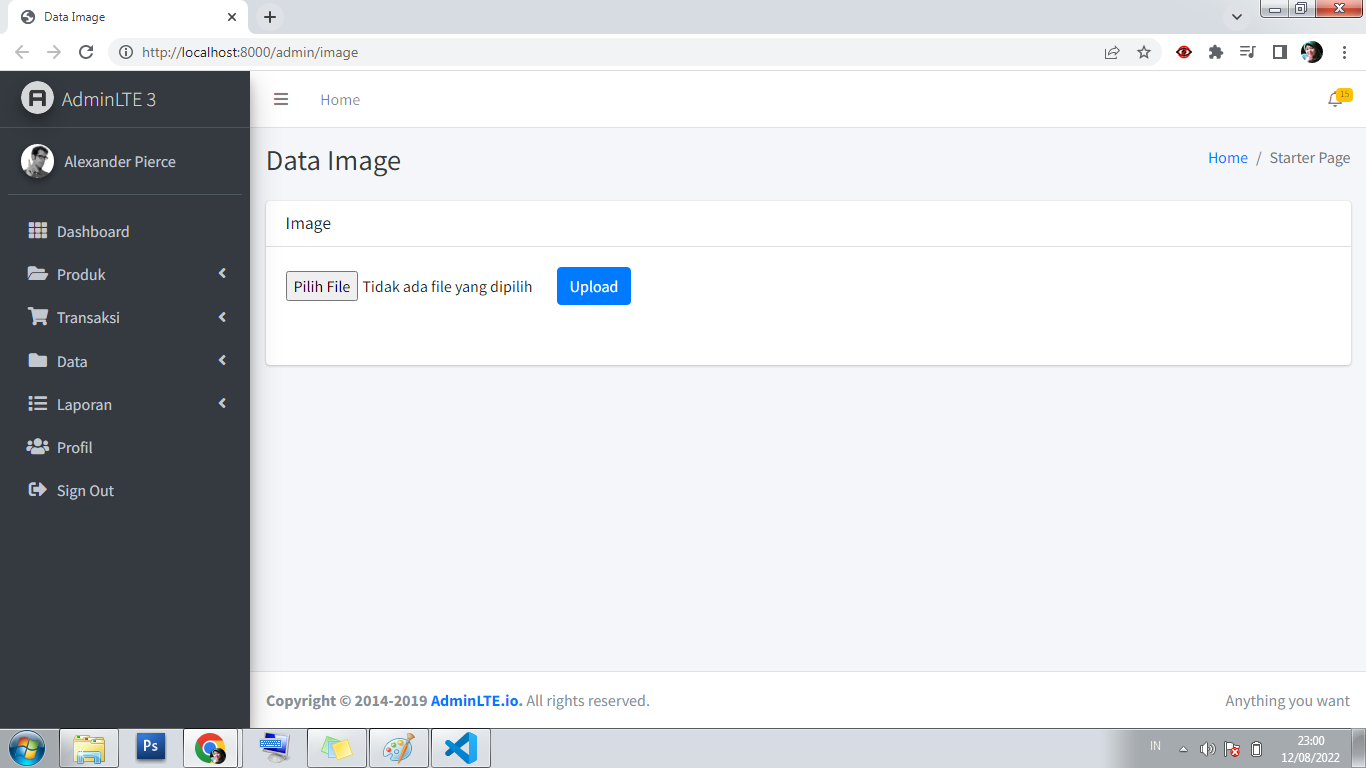 Data Image
http://localhost:8000/admin/image
AdminLTE 3
Home
15
Alexander Pierce
Data Image
Home / Starter Page
Dashboard
Produk
Transaksi
Data
Laporan
Profil
Sign Out
Image
Pilih File Tidak ada file yang dipilih
Upload
Copyright © 2014-2019 AdminLTE.io. All rights reserved.
Anything you want
Ps
IN
23:00
12/08/2022